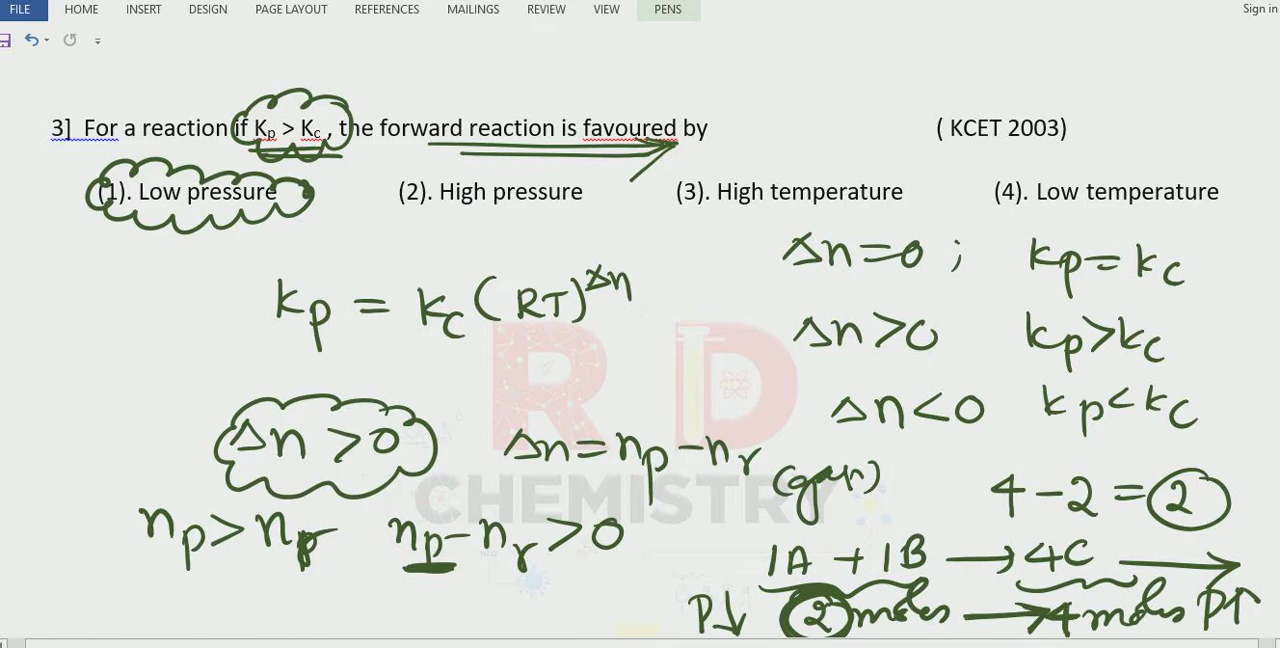 FILE HOME INSERT DESIGN PAGE LAYOUT REFERENCES MAILINGS REVIEW VIEW PENS Sign in
3] For a reaction if Kp > Kc , the forward reaction is favoured by ( KCET 2003)
(1). Low pressure (2). High pressure (3). High temperature (4). Low temperature
Δn=0 ; kp=kc
kp = kc (RT)^Δn
Δn>0 kp>kc
Δn<0 kp<kc
Δn >0 Δn=np-nr
(gas) 4-2=2
np>nr np-nr>0
1A + 1B → 4C →
P↓ 2 moles → 4 moles P↑
R D
CHEMISTRY